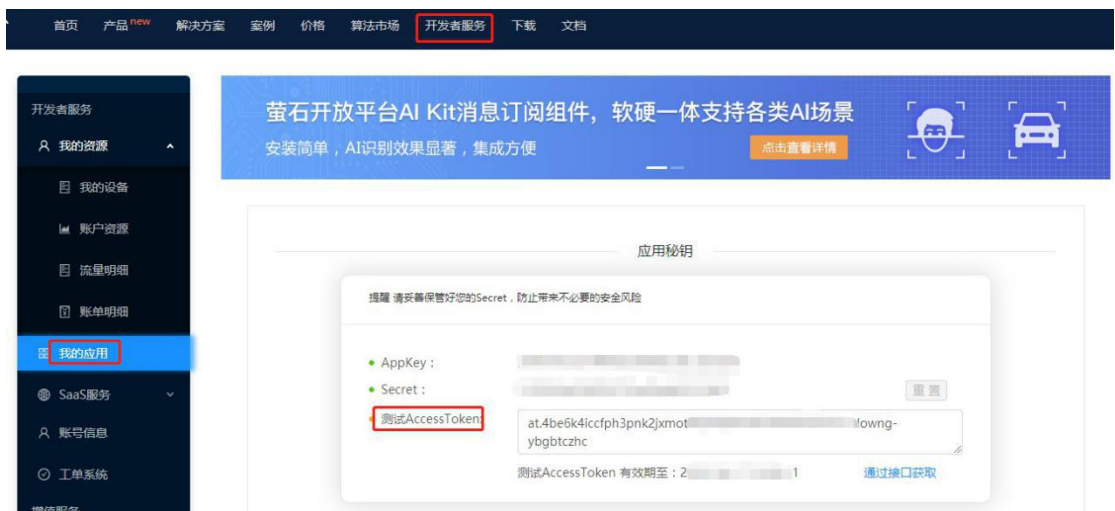 首页 产品 new 解决方案 案例 价格 算法市场 开发者服务 下载 文档
开发者服务
我的资源
我的设备
账户资源
流量明细
账单明细
我的应用
SaaS服务
账号信息
工单系统
增值服务
萤石开放平台AI Kit消息订阅组件，软硬一体支持各类AI场景
安装简单，AI识别效果显著，集成方便
点击查看详情
应用秘钥
提醒 请妥善保管好您的Secret，防止带来不必要的安全风险
AppKey：
Secret：
重置
测试AccessToken:
at.4be6k4iccfph3pnk2jxmot
lowng-
ybgbtczhc
测试AccessToken 有效期至：2
1
通过接口获取